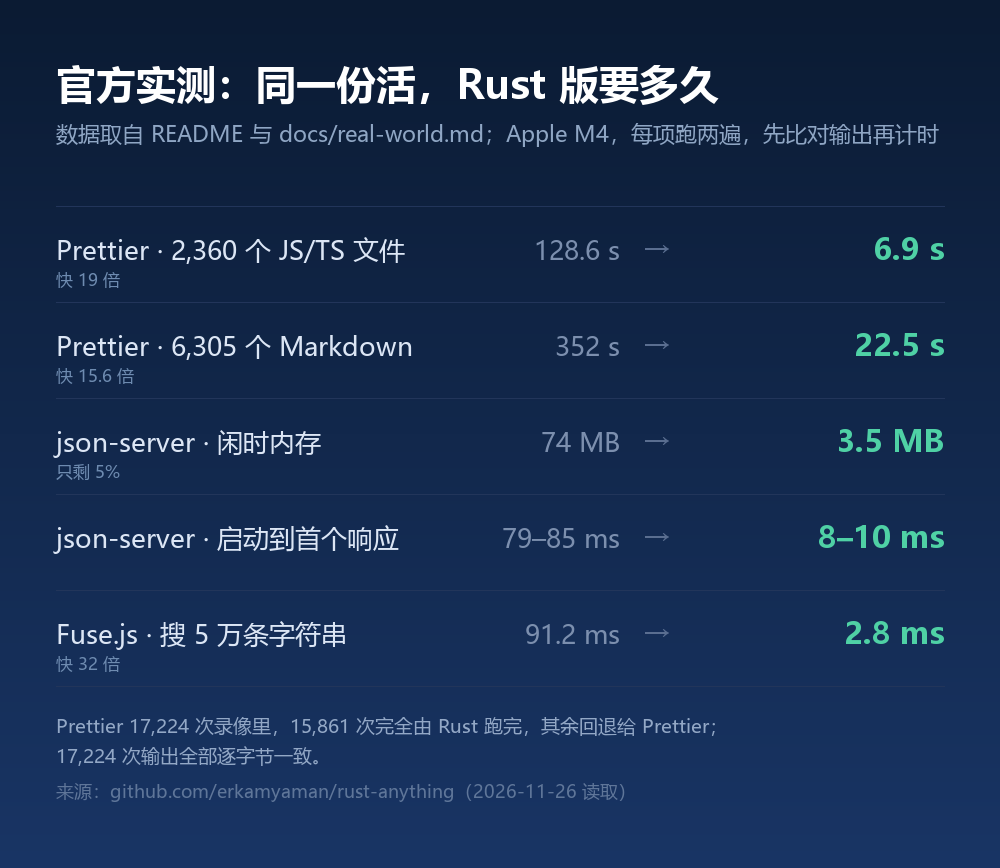 官方实测：同一份活，Rust 版要多久
数据取自 README 与 docs/real-world.md；Apple M4，每项跑两遍，先比对输出再计时
Prettier · 2,360 个 JS/TS 文件 128.6 s → 6.9 s
快 19 倍
Prettier · 6,305 个 Markdown 352 s → 22.5 s
快 15.6 倍
json-server · 闲时内存 74 MB → 3.5 MB
只剩 5%
json-server · 启动到首个响应 79–85 ms → 8–10 ms
Fuse.js · 搜 5 万条字符串 91.2 ms → 2.8 ms
快 32 倍
Prettier 17,224 次录像里，15,861 次完全由 Rust 跑完，其余回退给 Prettier；
17,224 次输出全部逐字节一致。
来源：github.com/erkamyaman/rust-anything（2026-11-26 读取）